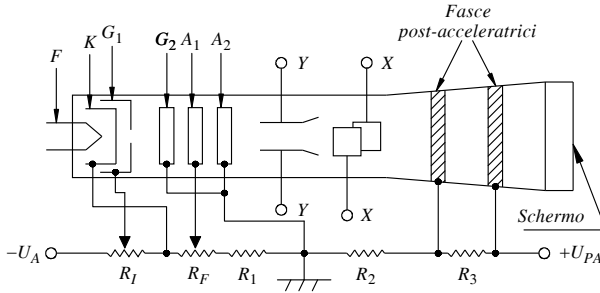 Fasce
post-acceleratrici
F K G1 G2 A1 A2
Y X
Y X
Schermo
−UA RI RF R1 R2 R3 +UPA